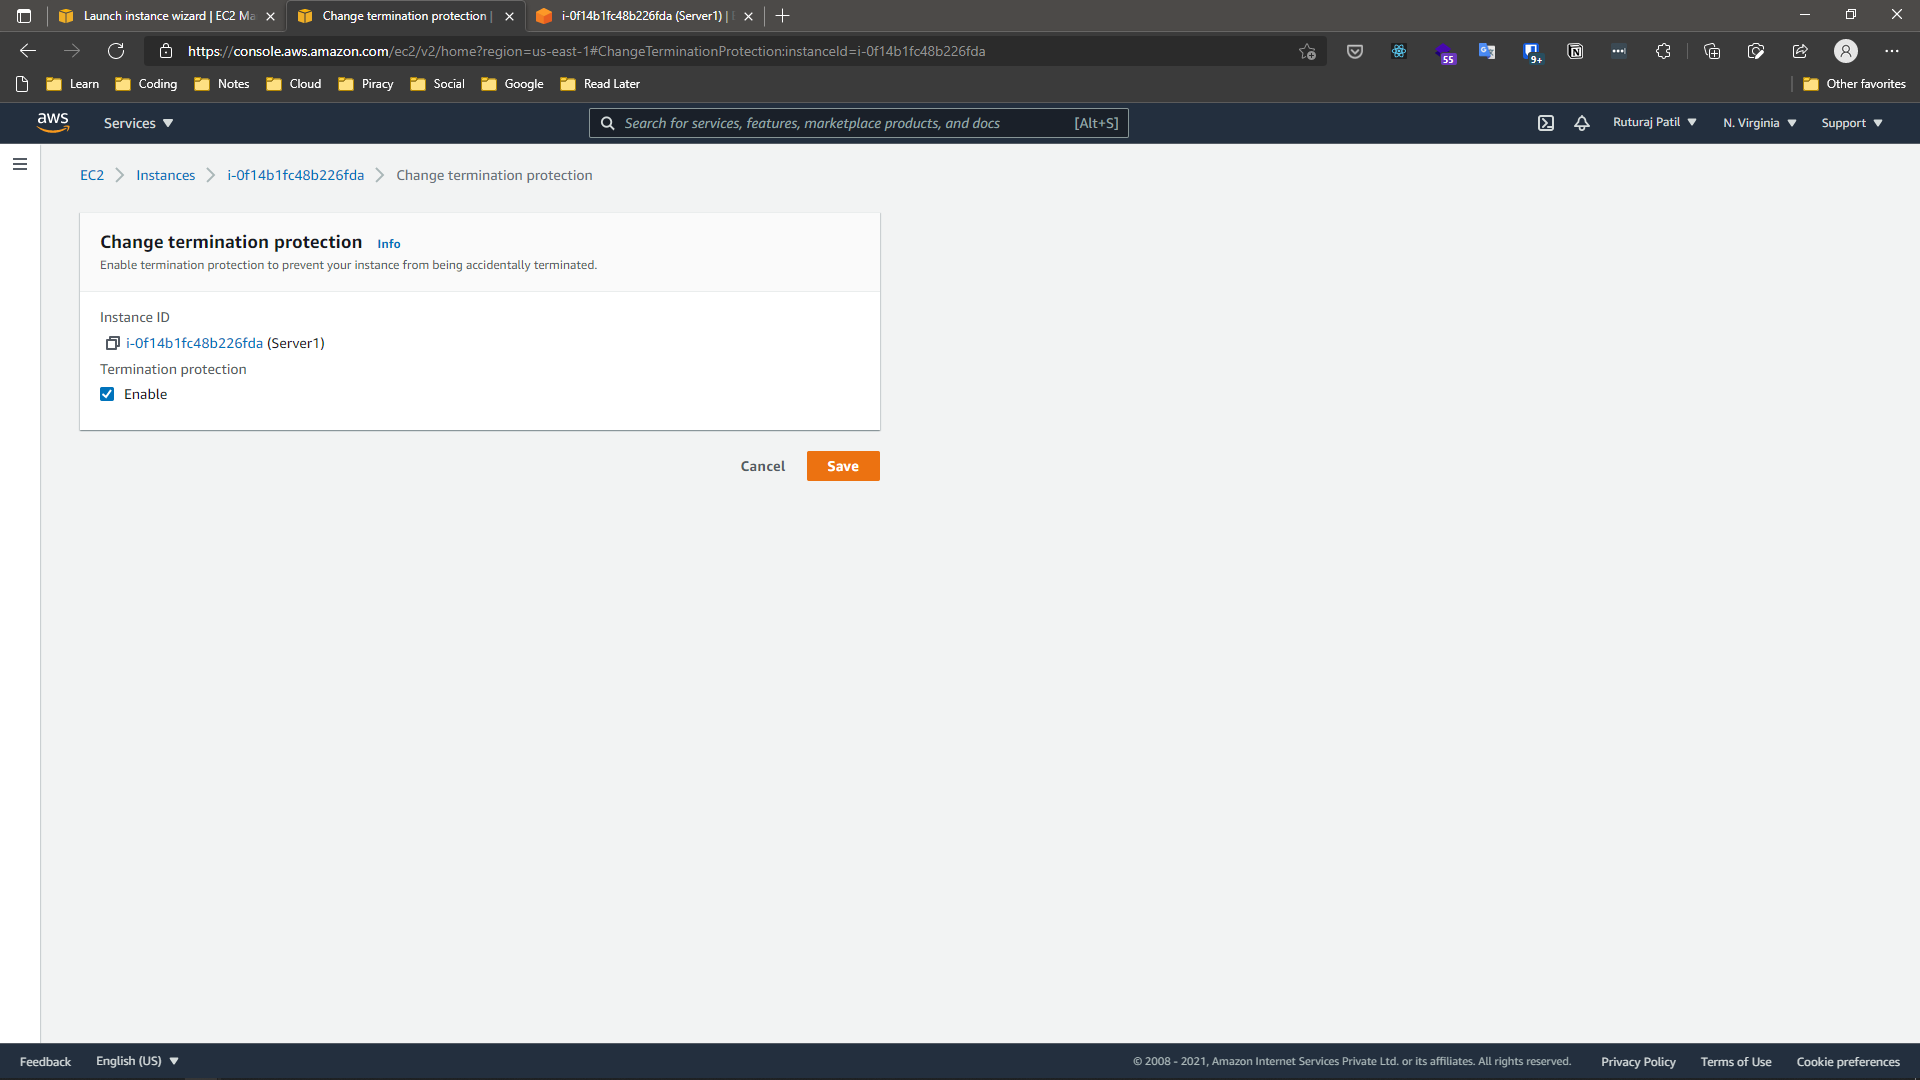 Launch instance wizard | EC2 Ma
Change termination protection |
i-0f14b1fc48b226fda (Server1) |
https://console.aws.amazon.com/ec2/v2/home?region=us-east-1#ChangeTerminationProtection:instanceId=i-0f14b1fc48b226fda
55
9+
Learn
Coding
Notes
Cloud
Piracy
Social
Google
Read Later
Other favorites
aws
Services
Search for services, features, marketplace products, and docs
[Alt+S]
Ruturaj Patil
N. Virginia
Support
EC2
Instances
i-0f14b1fc48b226fda
Change termination protection
Change termination protection
Info
Enable termination protection to prevent your instance from being accidentally terminated.
Instance ID
i-0f14b1fc48b226fda (Server1)
Termination protection
Enable
Cancel
Save
Feedback
English (US)
© 2008 - 2021, Amazon Internet Services Private Ltd. or its affiliates. All rights reserved.
Privacy Policy
Terms of Use
Cookie preferences